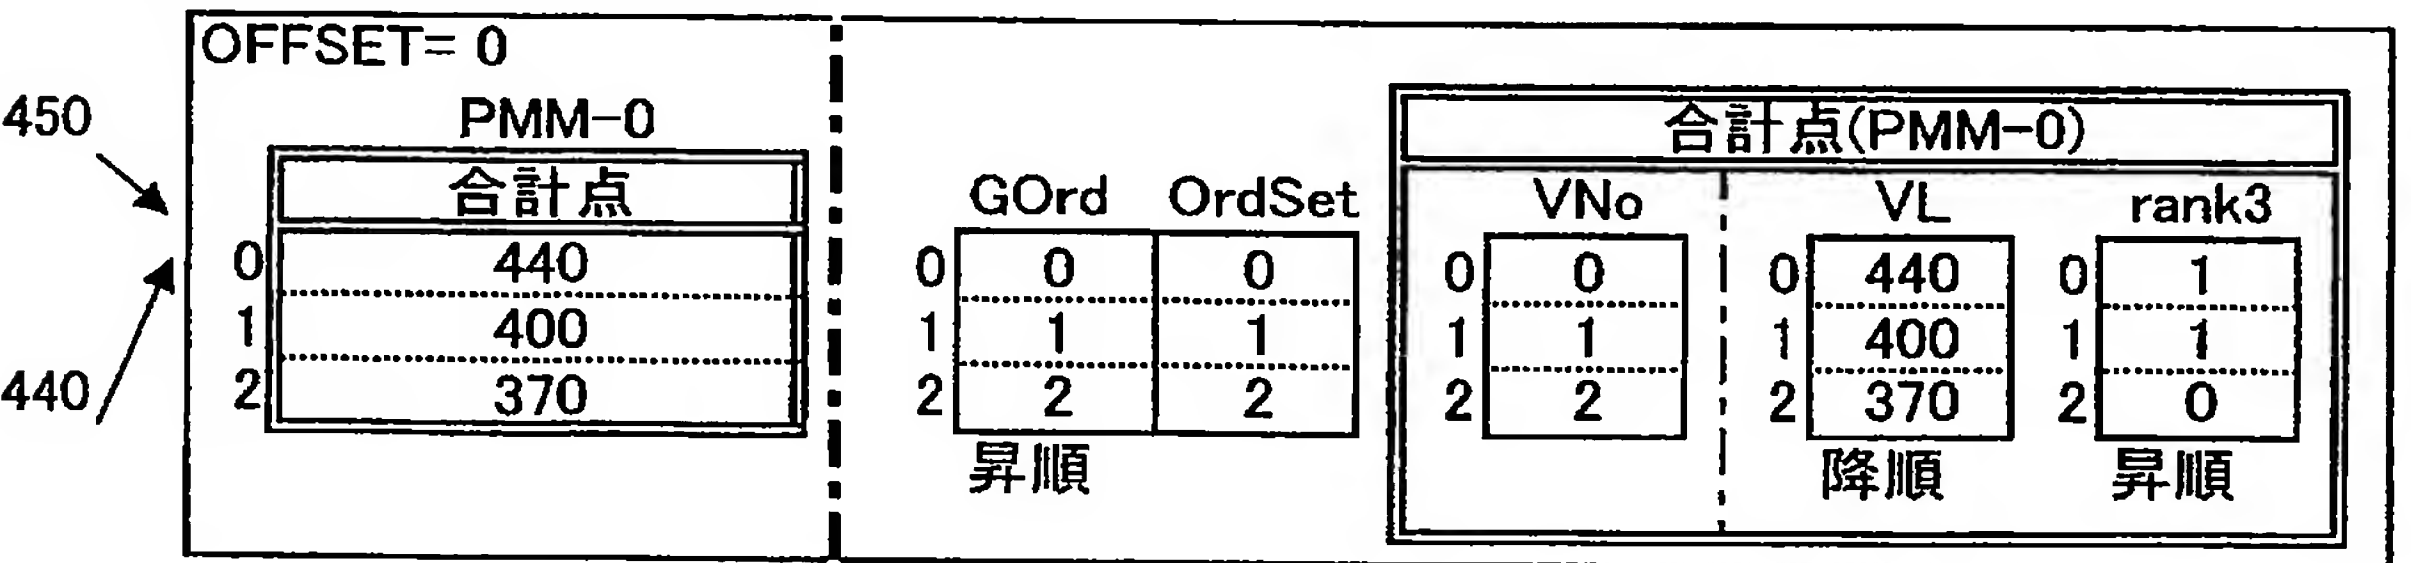 OFFSET= 0
450
PMM-0
合計点(PMM-0)
合計点
GOrd OrdSet VNo VL rank3
0 440 0 0 0 0 0 0 440 0 1
1 400 1 1 1 1 1 1 400 1 1
2 370 2 2 2 2 2 2 370 2 0
440
昇順 降順 昇順